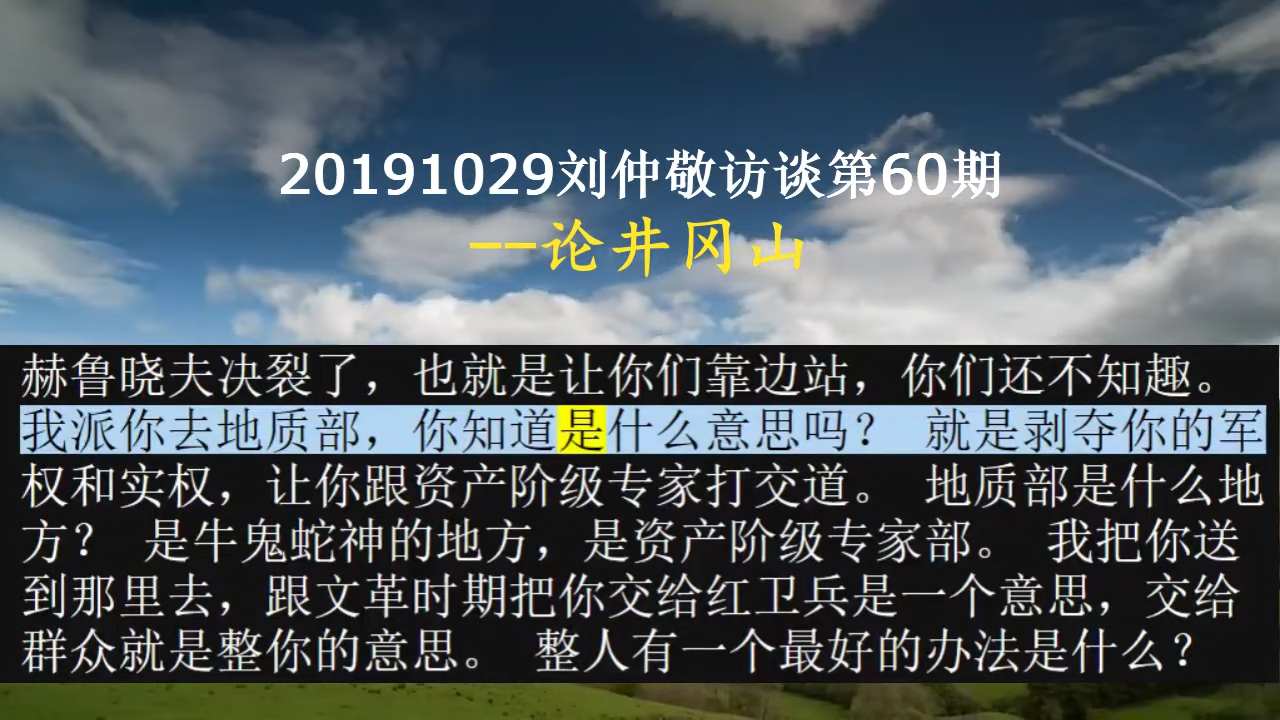 20191029刘仲敬访谈第60期
--论井冈山
赫鲁晓夫决裂了，也就是让你们靠边站，你们还不知趣。
我派你去地质部，你知道是什么意思吗？ 就是剥夺你的军
权和实权，让你跟资产阶级专家打交道。 地质部是什么地
方？ 是牛鬼蛇神的地方，是资产阶级专家部。 我把你送
到那里去，跟文革时期把你交给红卫兵是一个意思，交给
群众就是整你的意思。 整人有一个最好的办法是什么？